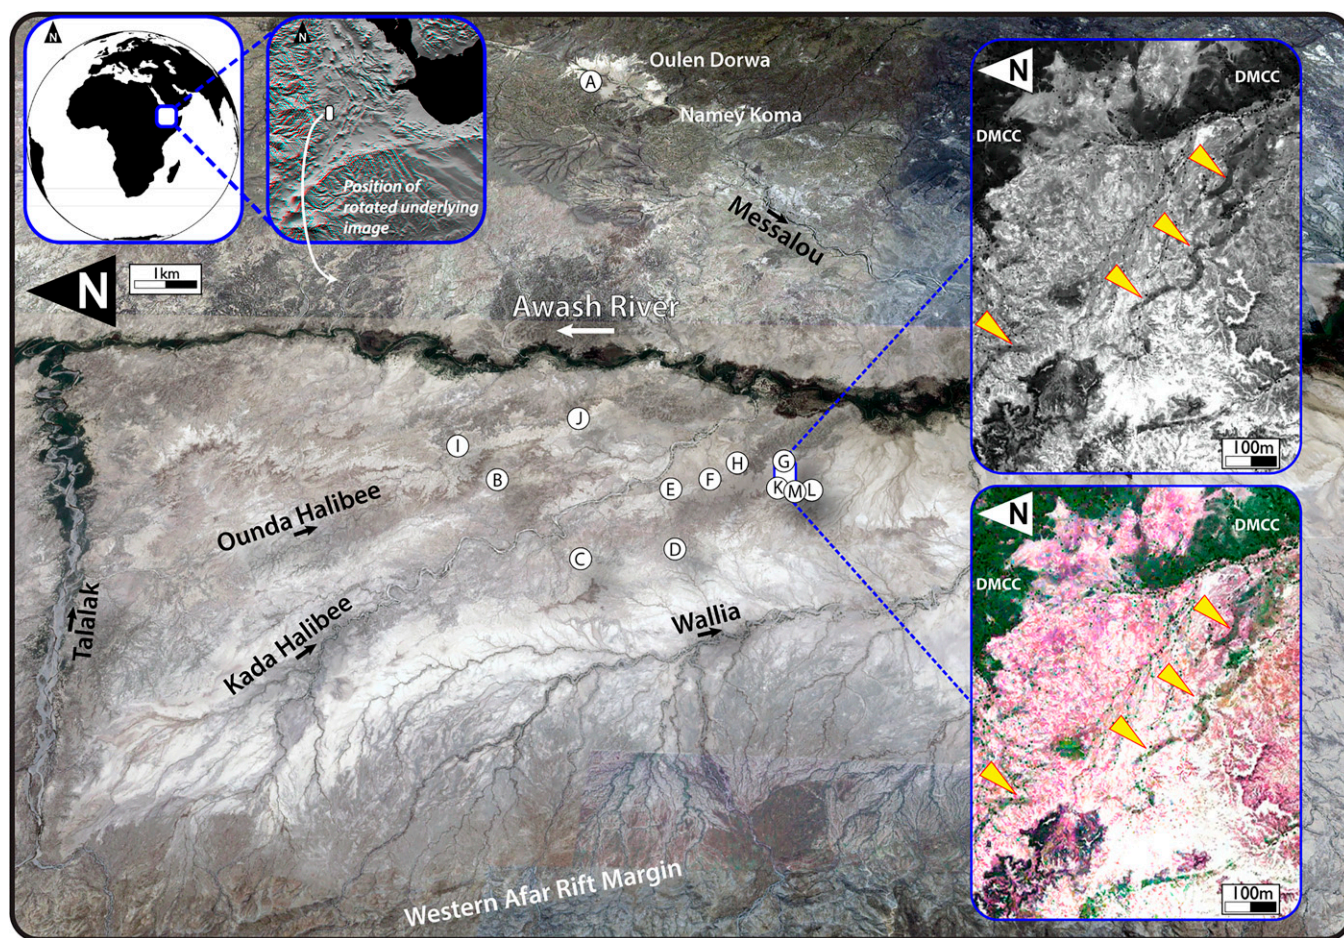 N
N
Position of
rotated underlying
image
N
1km
Oulen Dorwa
A
Namey Koma
Messalou
Awash River
N
DMCC
DMCC
100m
J
I
B
H
G
E
F
K
M
L
C
D
Ounda Halibee
Kada Halibee
Talalak
Wallia
Western Afar Rift Margin
N
DMCC
DMCC
100m